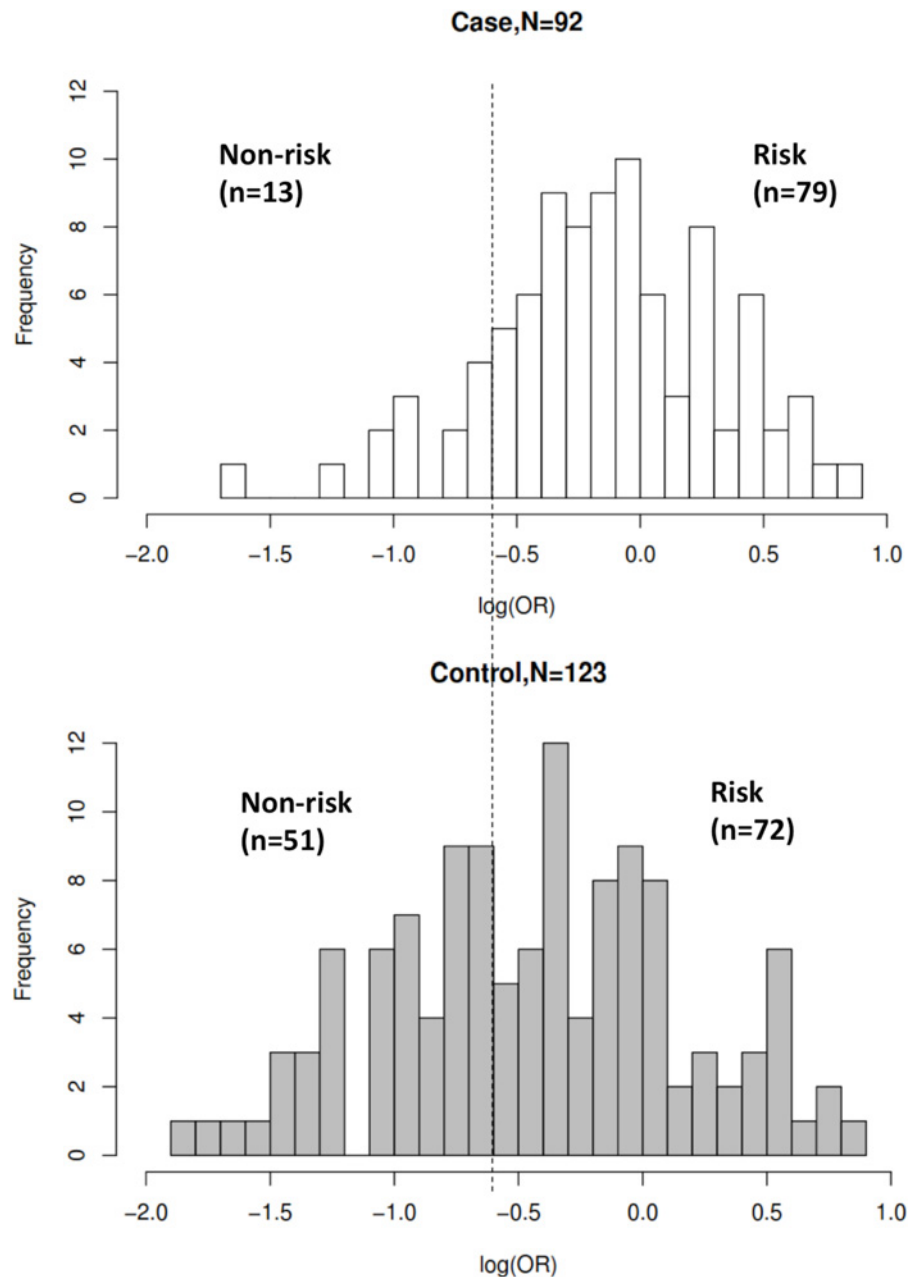 Case,N=92
Non-risk
(n=13)
Risk
(n=79)
Frequency
12
10
8
6
4
2
0
−2.0 −1.5 −1.0 −0.5 0.0 0.5 1.0
log(OR)
Control,N=123
Non-risk
(n=51)
Risk
(n=72)
Frequency
12
10
8
6
4
2
0
−2.0 −1.5 −1.0 −0.5 0.0 0.5 1.0
log(OR)